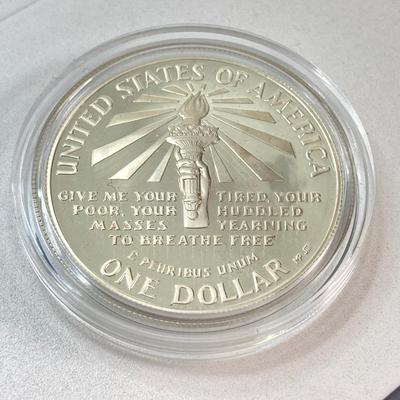 UNITED STATES OF AMERICA
GIVE ME YOUR TIRED, YOUR
POOR, YOUR HUDDLED
MASSES YEARNING
TO BREATHE FREE
E PLURIBUS UNUM
ONE DOLLAR